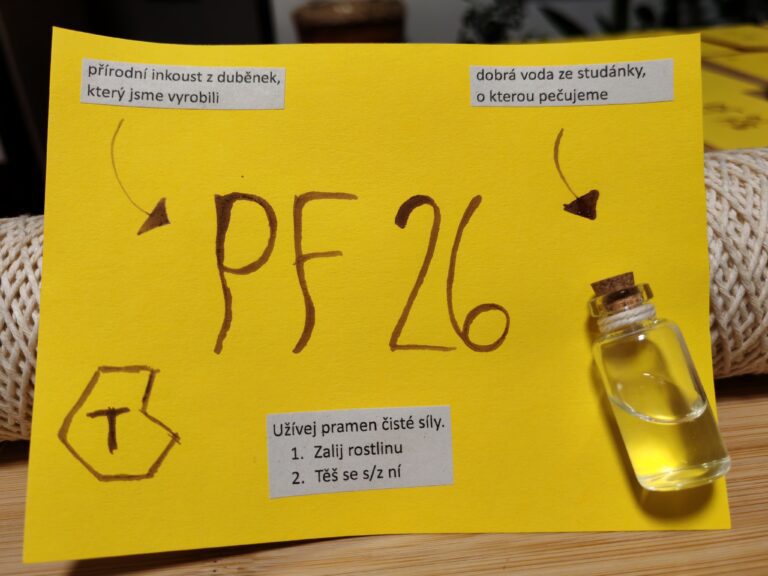 přírodní inkoust z duběnek,
který jsme vyrobili
dobrá voda ze studánky,
o kterou pečujeme
PF 26
T
Užívej pramen čisté síly.
1. Zalij rostlinu
2. Těš se s/z ní